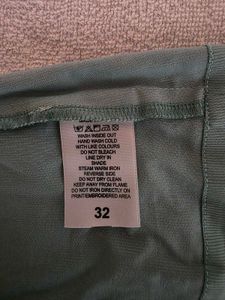 WASH INSIDE OUT
HAND WASH COLD
WITH LIKE COLOURS
DO NOT BLEACH
LINE DRY IN
SHADE
STEAM WARM IRON
REVERSE SIDE
DO NOT DRY CLEAN
KEEP AWAY FROM FLAME
DO NOT IRON DIRECTLY ON
PRINT/EMBROIDERED AREA
32